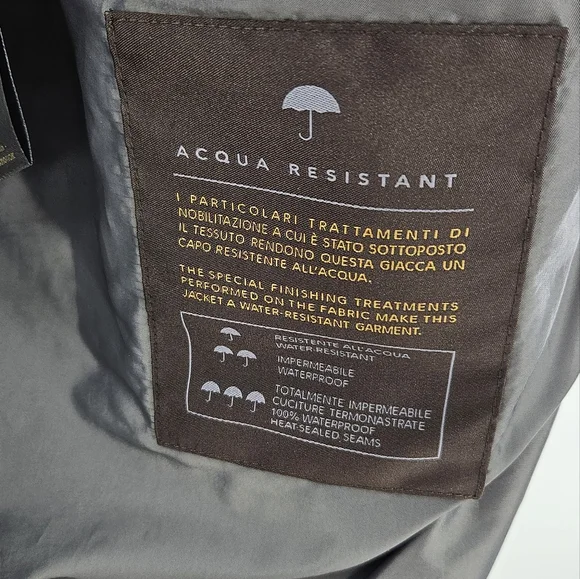 ACQUA RESISTANT
I PARTICOLARI TRATTAMENTI DI
NOBILITAZIONE A CUI È STATO SOTTOPOSTO
IL TESSUTO RENDONO QUESTA GIACCA UN
CAPO RESISTENTE ALL'ACQUA.
THE SPECIAL FINISHING TREATMENTS
PERFORMED ON THE FABRIC MAKE THIS
JACKET A WATER-RESISTANT GARMENT.
RESISTENTE ALL'ACQUA
WATER-RESISTANT
IMPERMEABILE
WATERPROOF
TOTALMENTE IMPERMEABILE
CUCITURE TERMONASTRATE
100% WATERPROOF
HEAT-SEALED SEAMS